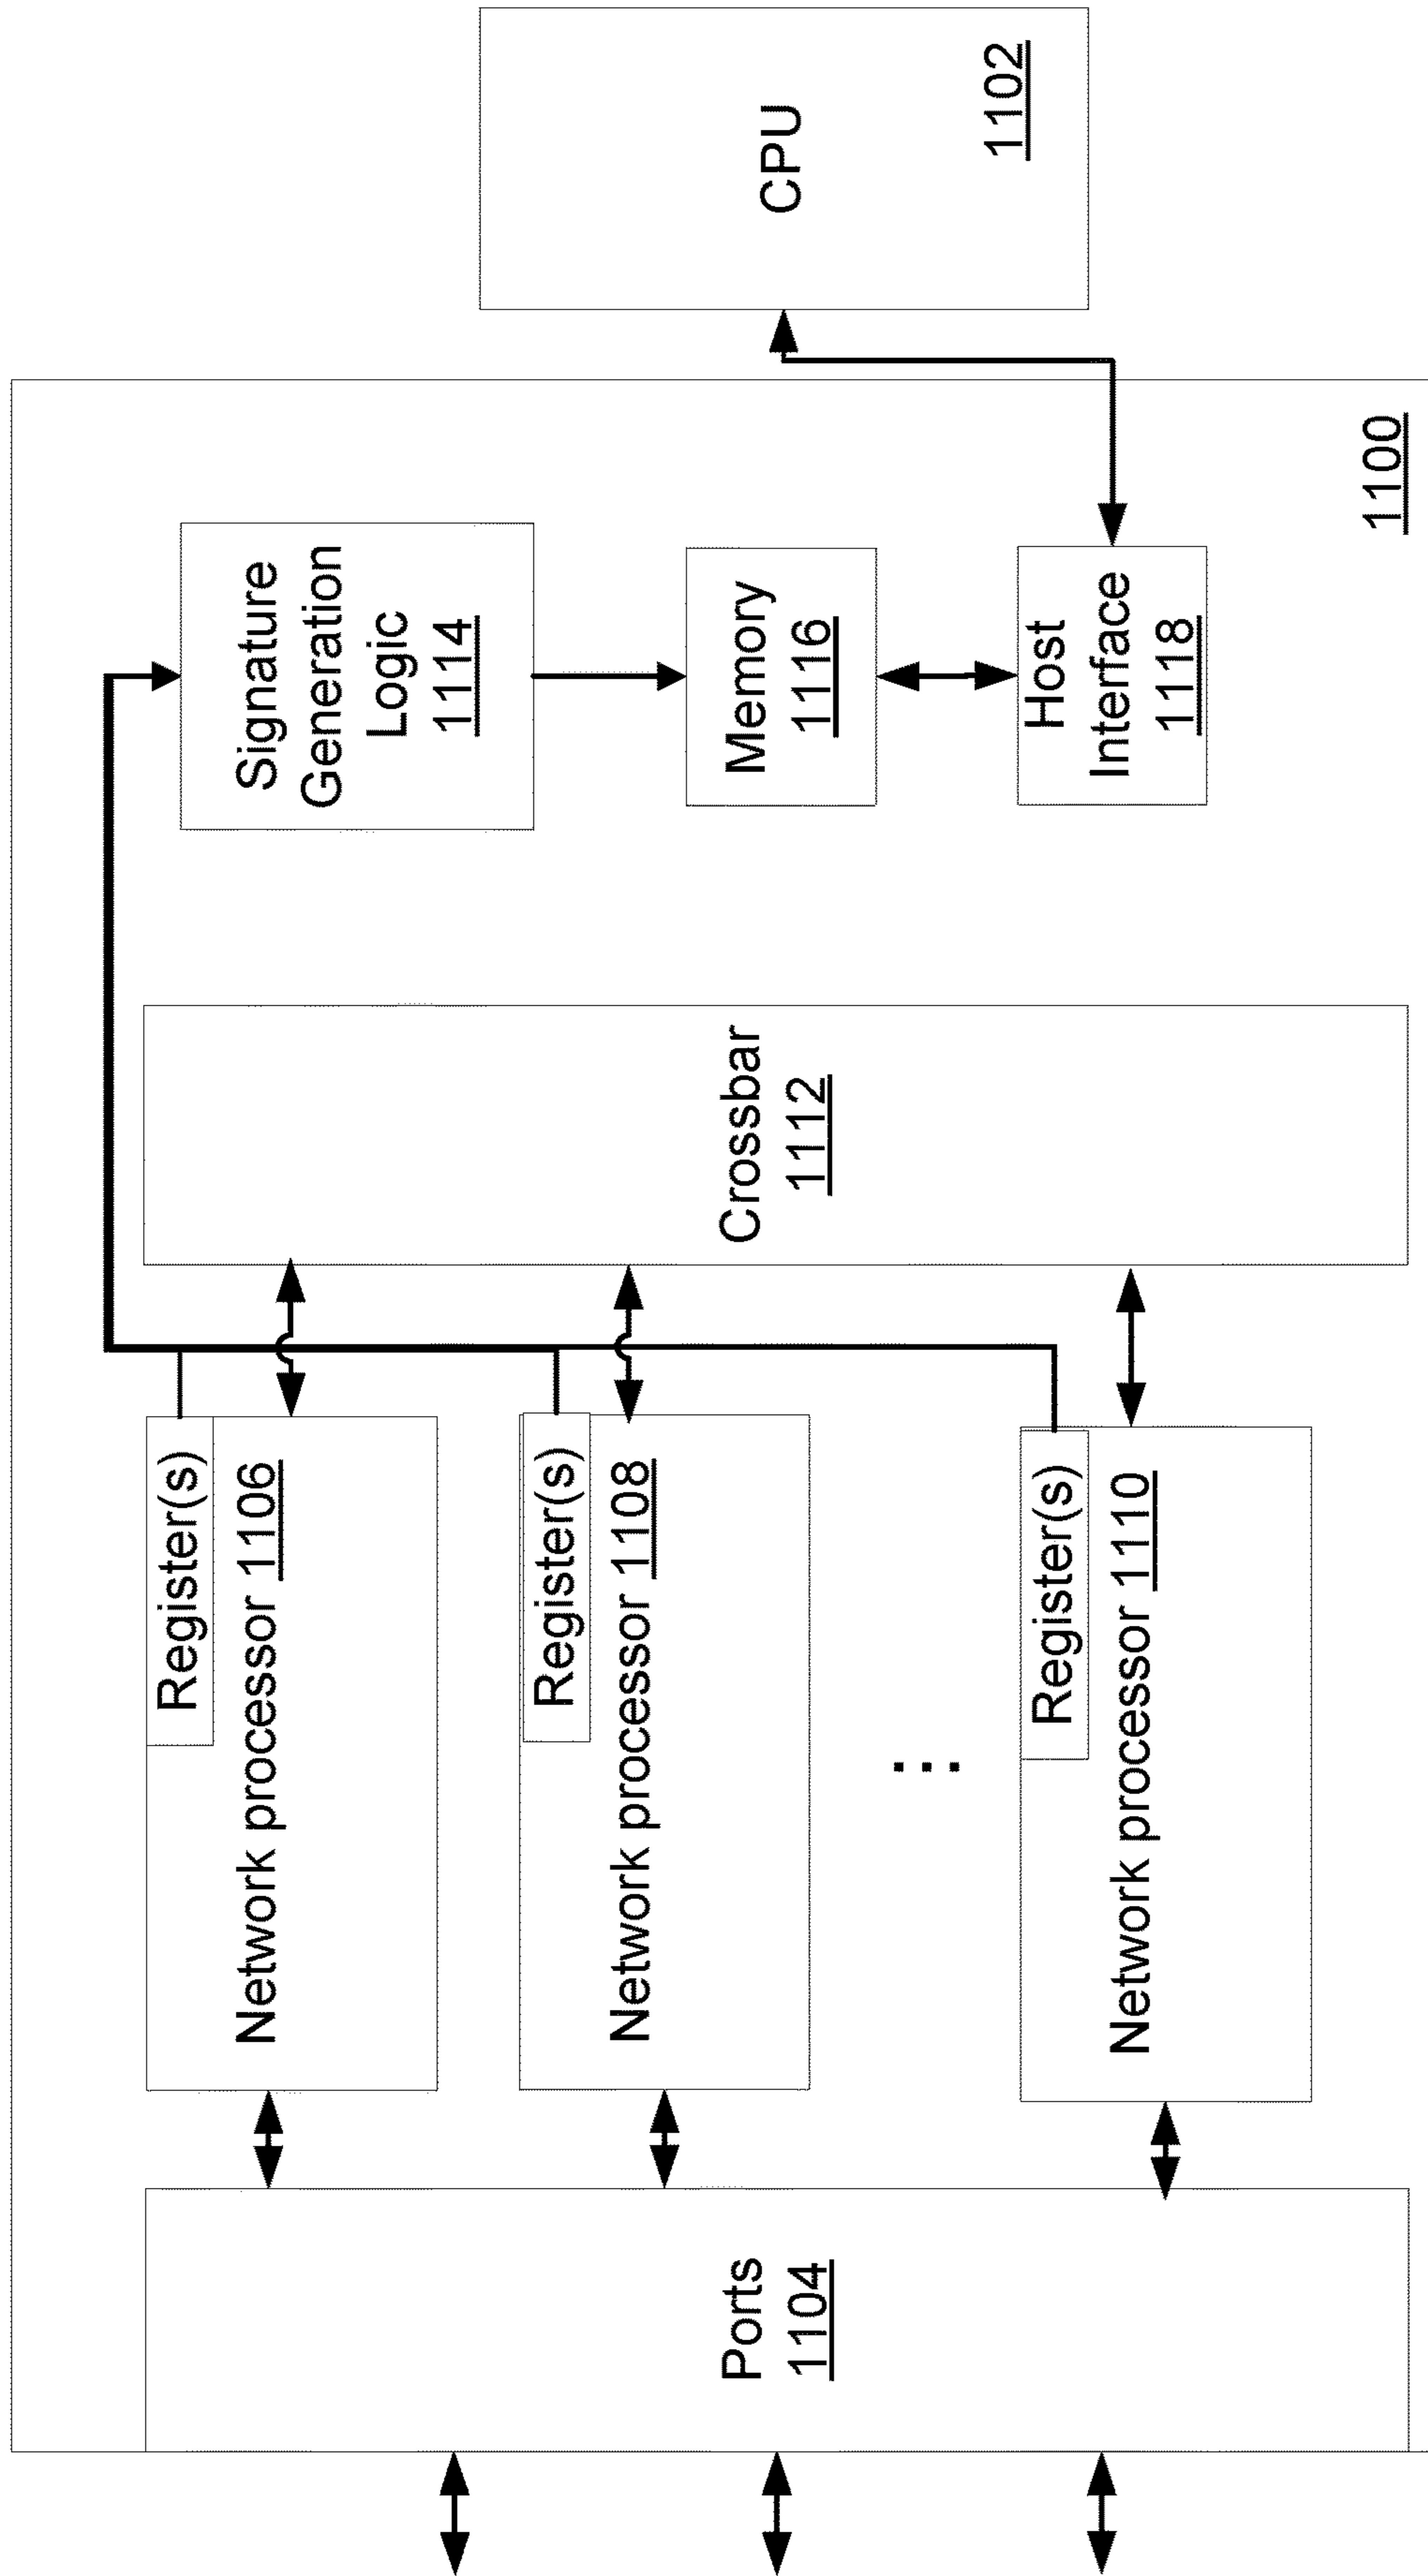 Ports
1104
Register(s)
Network processor 1106
Register(s)
Network processor 1108
...
Register(s)
Network processor 1110
Crossbar
1112
Signature
Generation
Logic
1114
Memory
1116
Host
Interface
1118
1100
CPU
1102